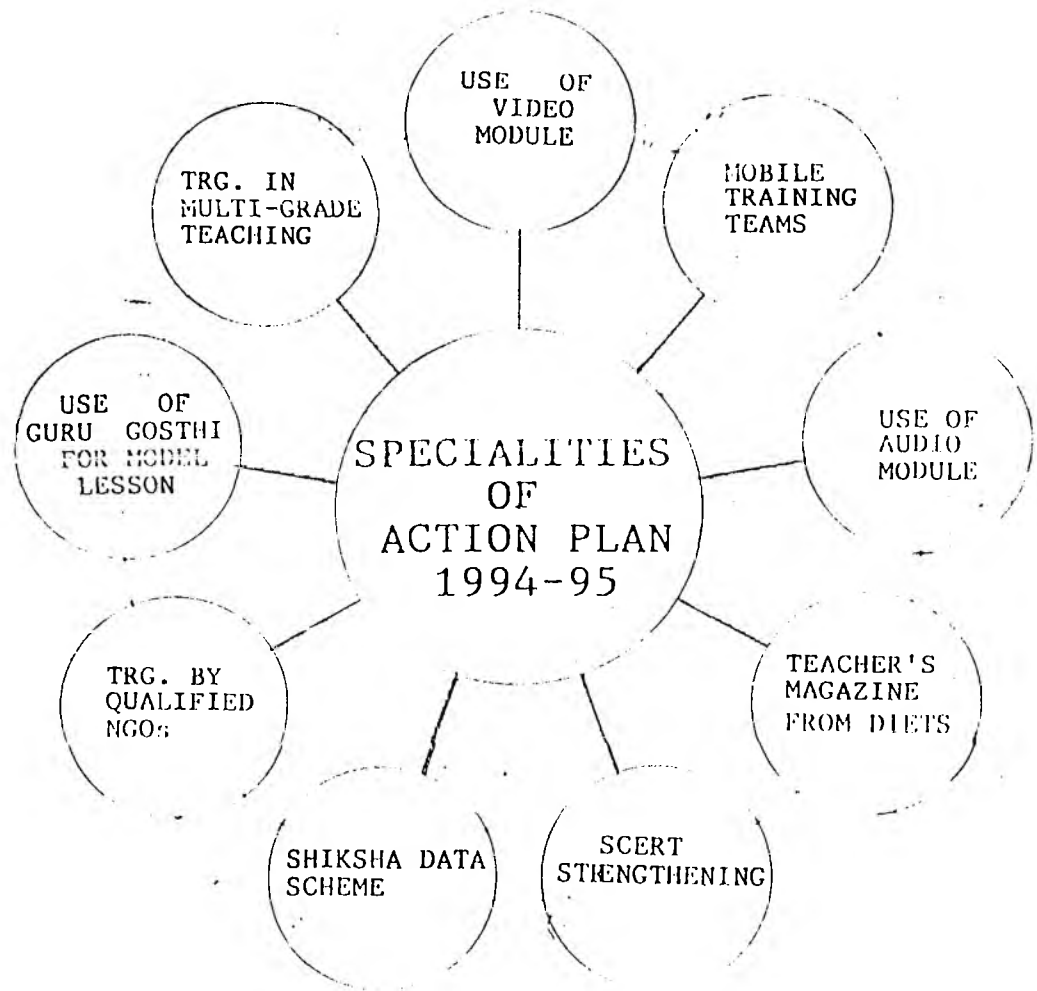 USE OF
VIDEO
MODULE
MOBILE
TRAINING
TEAMS
USE OF
AUDIO
MODULE
TEACHER'S
MAGAZINE
FROM DIETS
SCERT
STRENGTHENING
SHIKSHA DATA
SCHEME
TRG. BY
QUALIFIED
NGOs
USE OF
GURU GOSTHI
FOR MODEL
LESSON
TRG. IN
MULTI-GRADE
TEACHING
SPECIALITIES
OF
ACTION PLAN
1994-95